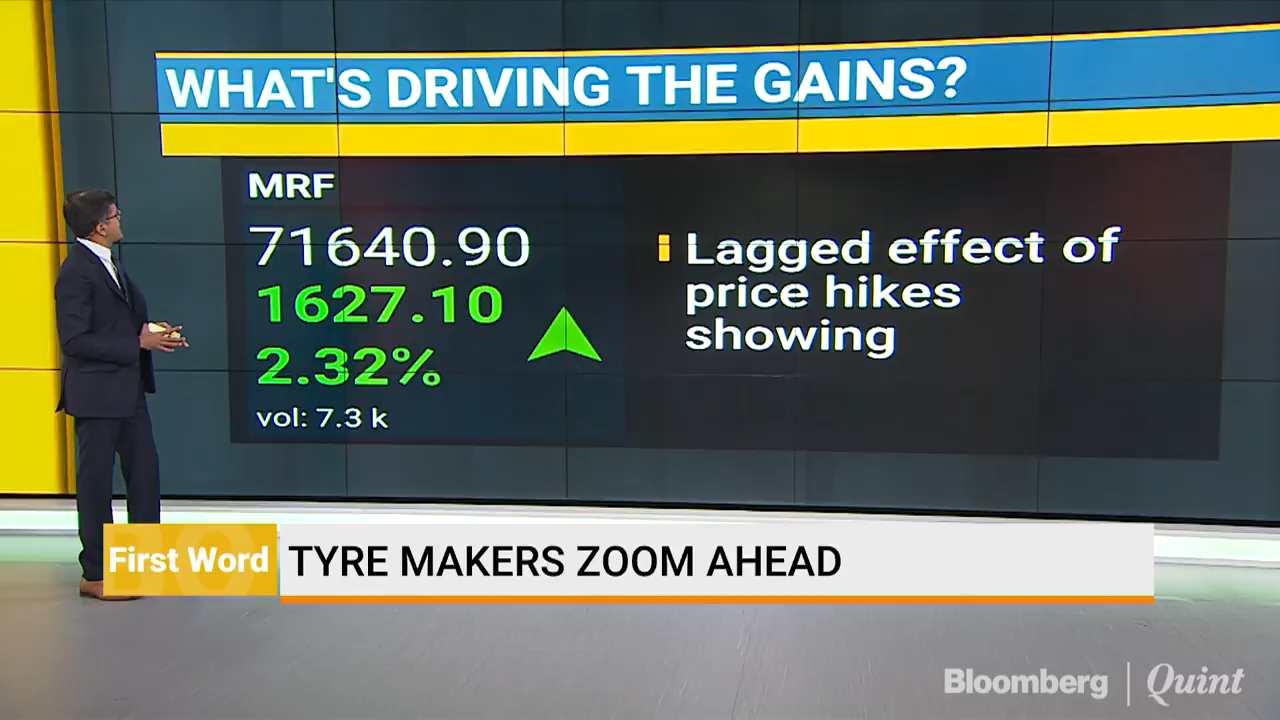 WHAT'S DRIVING THE GAINS?
MRF
71640.90
1627.10
2.32%
vol: 7.3 k
Lagged effect of
price hikes
showing
First Word
TYRE MAKERS ZOOM AHEAD
Bloomberg | Quint